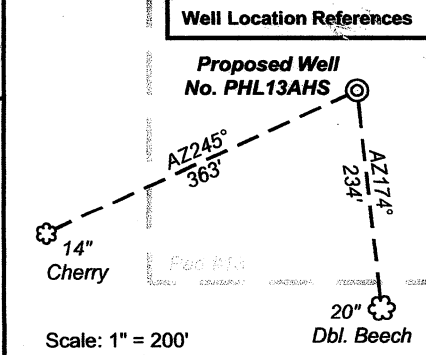 Well Location References
Proposed Well
No. PHL13AHS
AZ245°
363'
AZ174°
234'
14"
Cherry
20"
Dbl. Beech
Scale: 1" = 200'